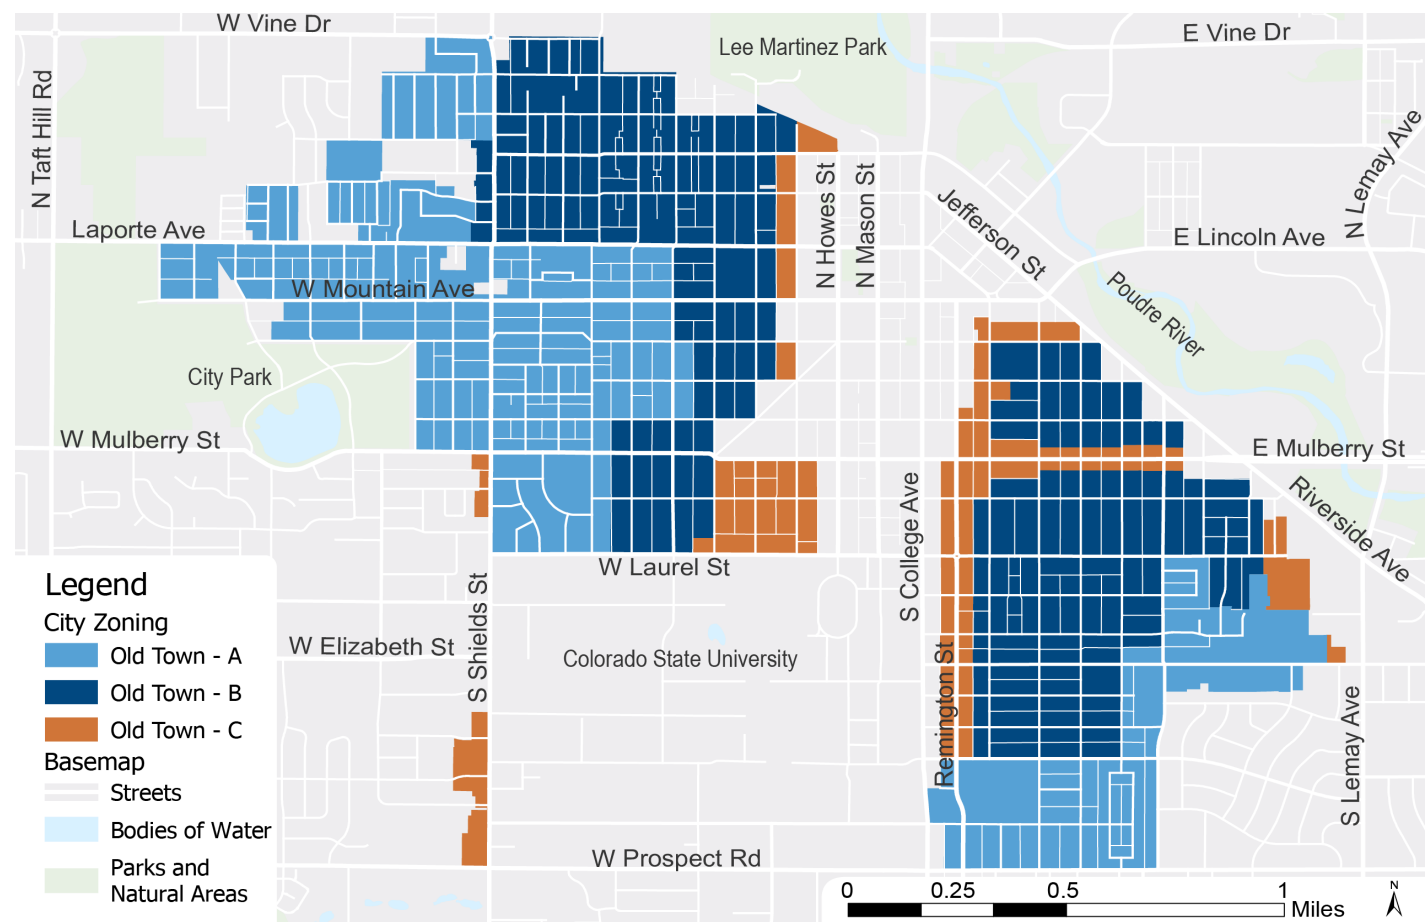 W Vine Dr
Lee Martinez Park
E Vine Dr
N Taft Hill Rd
N Lemay Ave
N Howes St
N Mason St
Jefferson St
Laporte Ave
E Lincoln Ave
W Mountain Ave
Poudre River
City Park
W Mulberry St
E Mulberry St
S College Ave
Riverside Ave
W Laurel St
S Shields St
W Elizabeth St
Colorado State University
Remington St
S Lemay Ave
W Prospect Rd
Legend
City Zoning
Old Town - A
Old Town - B
Old Town - C
Basemap
Streets
Bodies of Water
Parks and
Natural Areas
0 0.25 0.5 1
Miles
N